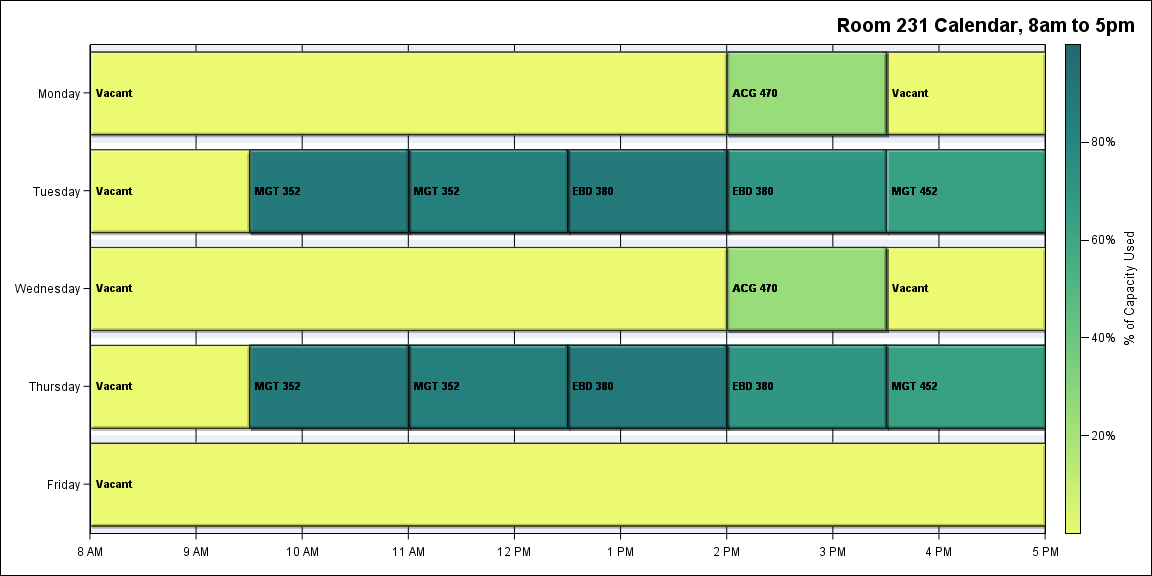 Room 231 Calendar, 8am to 5pm
Monday
Vacant
ACG 470
Vacant
Tuesday
Vacant
MGT 352
MGT 352
EBD 380
EBD 380
MGT 452
Wednesday
Vacant
ACG 470
Vacant
Thursday
Vacant
MGT 352
MGT 352
EBD 380
EBD 380
MGT 452
Friday
Vacant
8 AM
9 AM
10 AM
11 AM
12 PM
1 PM
2 PM
3 PM
4 PM
5 PM
80%
60%
40%
20%
% of Capacity Used